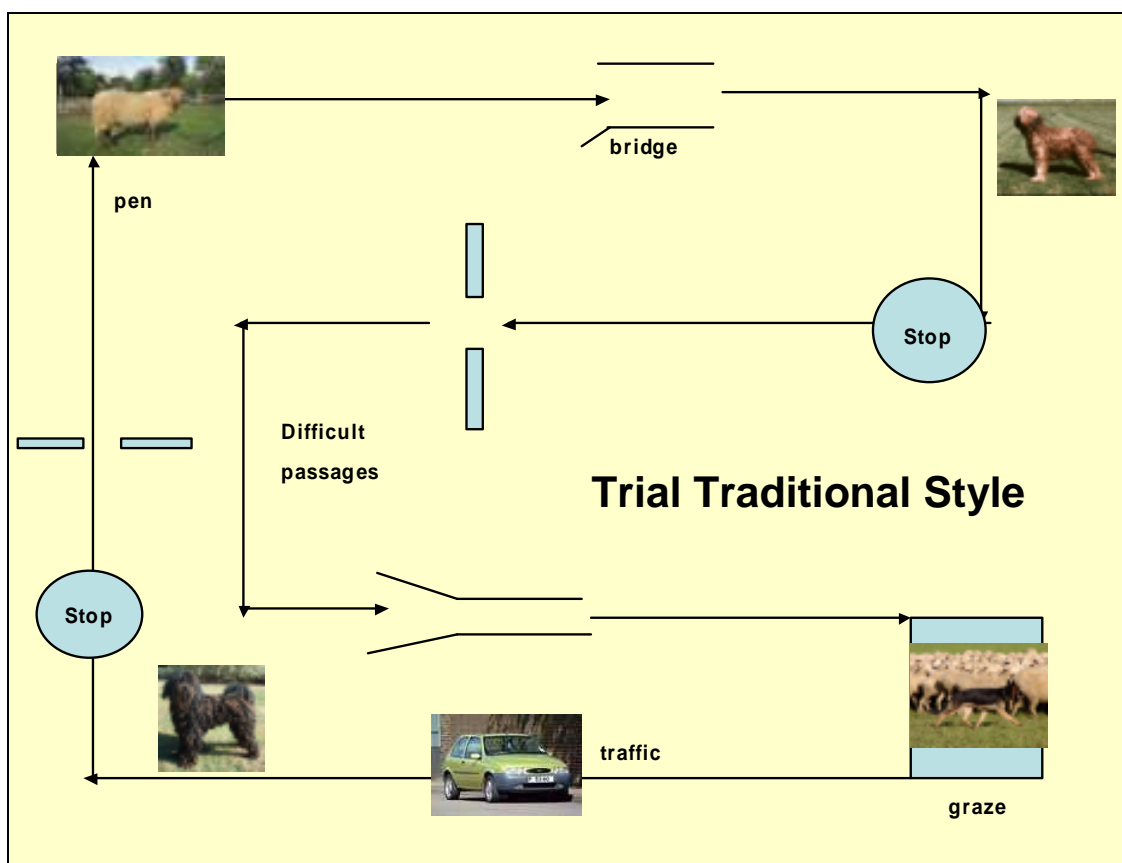 bridge
pen
Stop
Difficult
passages
Trial Traditional Style
Stop
traffic
graze